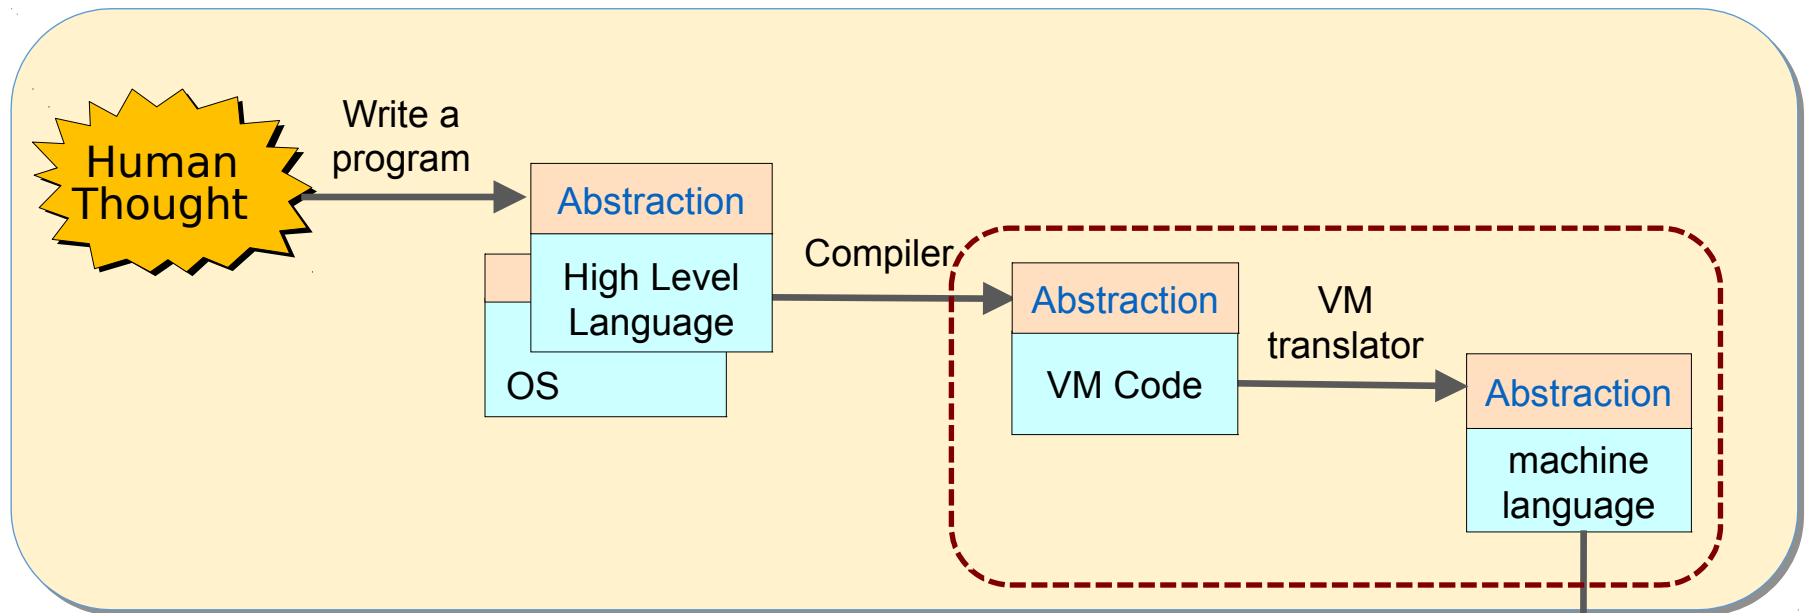 Human
Thought
Write a
program
Abstraction
High Level
Language
OS
Compiler
Abstraction
VM Code
VM
translator
Abstraction
machine
language